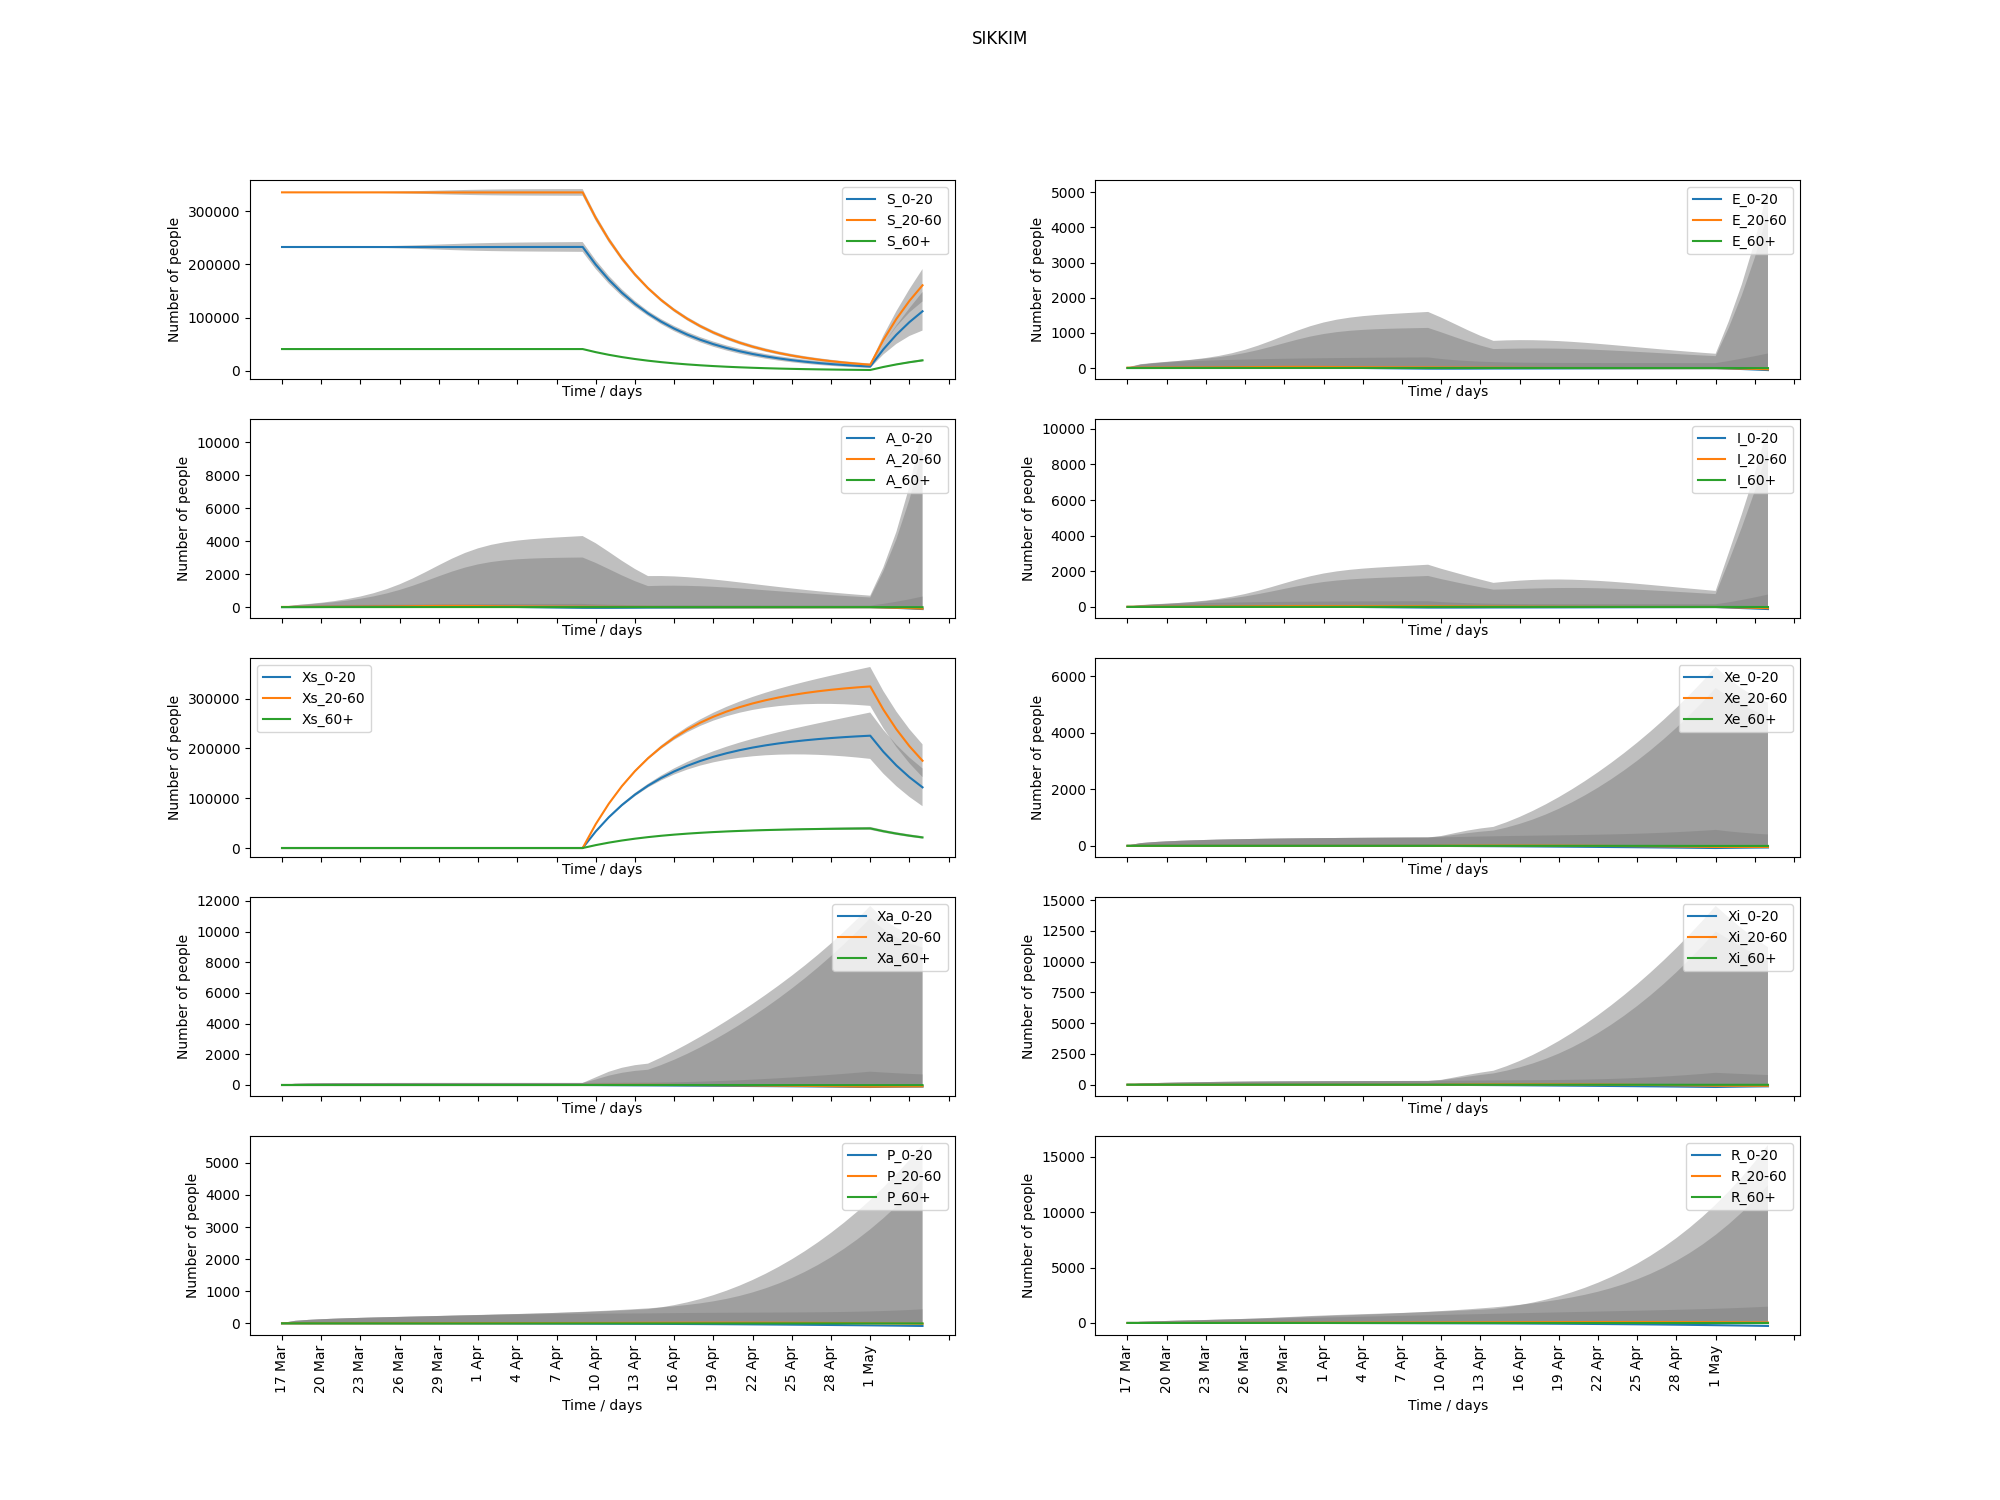 SIKKIM
Number of people
300000
200000
100000
0
S_0-20
S_20-60
S_60+
Time / days
Number of people
5000
4000
3000
2000
1000
0
E_0-20
E_20-60
E_60+
Time / days
Number of people
10000
8000
6000
4000
2000
0
A_0-20
A_20-60
A_60+
Time / days
Number of people
10000
8000
6000
4000
2000
0
I_0-20
I_20-60
I_60+
Time / days
Number of people
300000
200000
100000
0
Xs_0-20
Xs_20-60
Xs_60+
Time / days
Number of people
6000
4000
2000
0
Xe_0-20
Xe_20-60
Xe_60+
Time / days
Number of people
12000
10000
8000
6000
4000
2000
0
Xa_0-20
Xa_20-60
Xa_60+
Time / days
Number of people
15000
12500
10000
7500
5000
2500
0
Xi_0-20
Xi_20-60
Xi_60+
Time / days
Number of people
5000
4000
3000
2000
1000
0
P_0-20
P_20-60
P_60+
17 Mar
20 Mar
23 Mar
26 Mar
29 Mar
1 Apr
4 Apr
7 Apr
10 Apr
13 Apr
16 Apr
19 Apr
22 Apr
25 Apr
28 Apr
1 May
Time / days
Number of people
15000
10000
5000
0
R_0-20
R_20-60
R_60+
17 Mar
20 Mar
23 Mar
26 Mar
29 Mar
1 Apr
4 Apr
7 Apr
10 Apr
13 Apr
16 Apr
19 Apr
22 Apr
25 Apr
28 Apr
1 May
Time / days